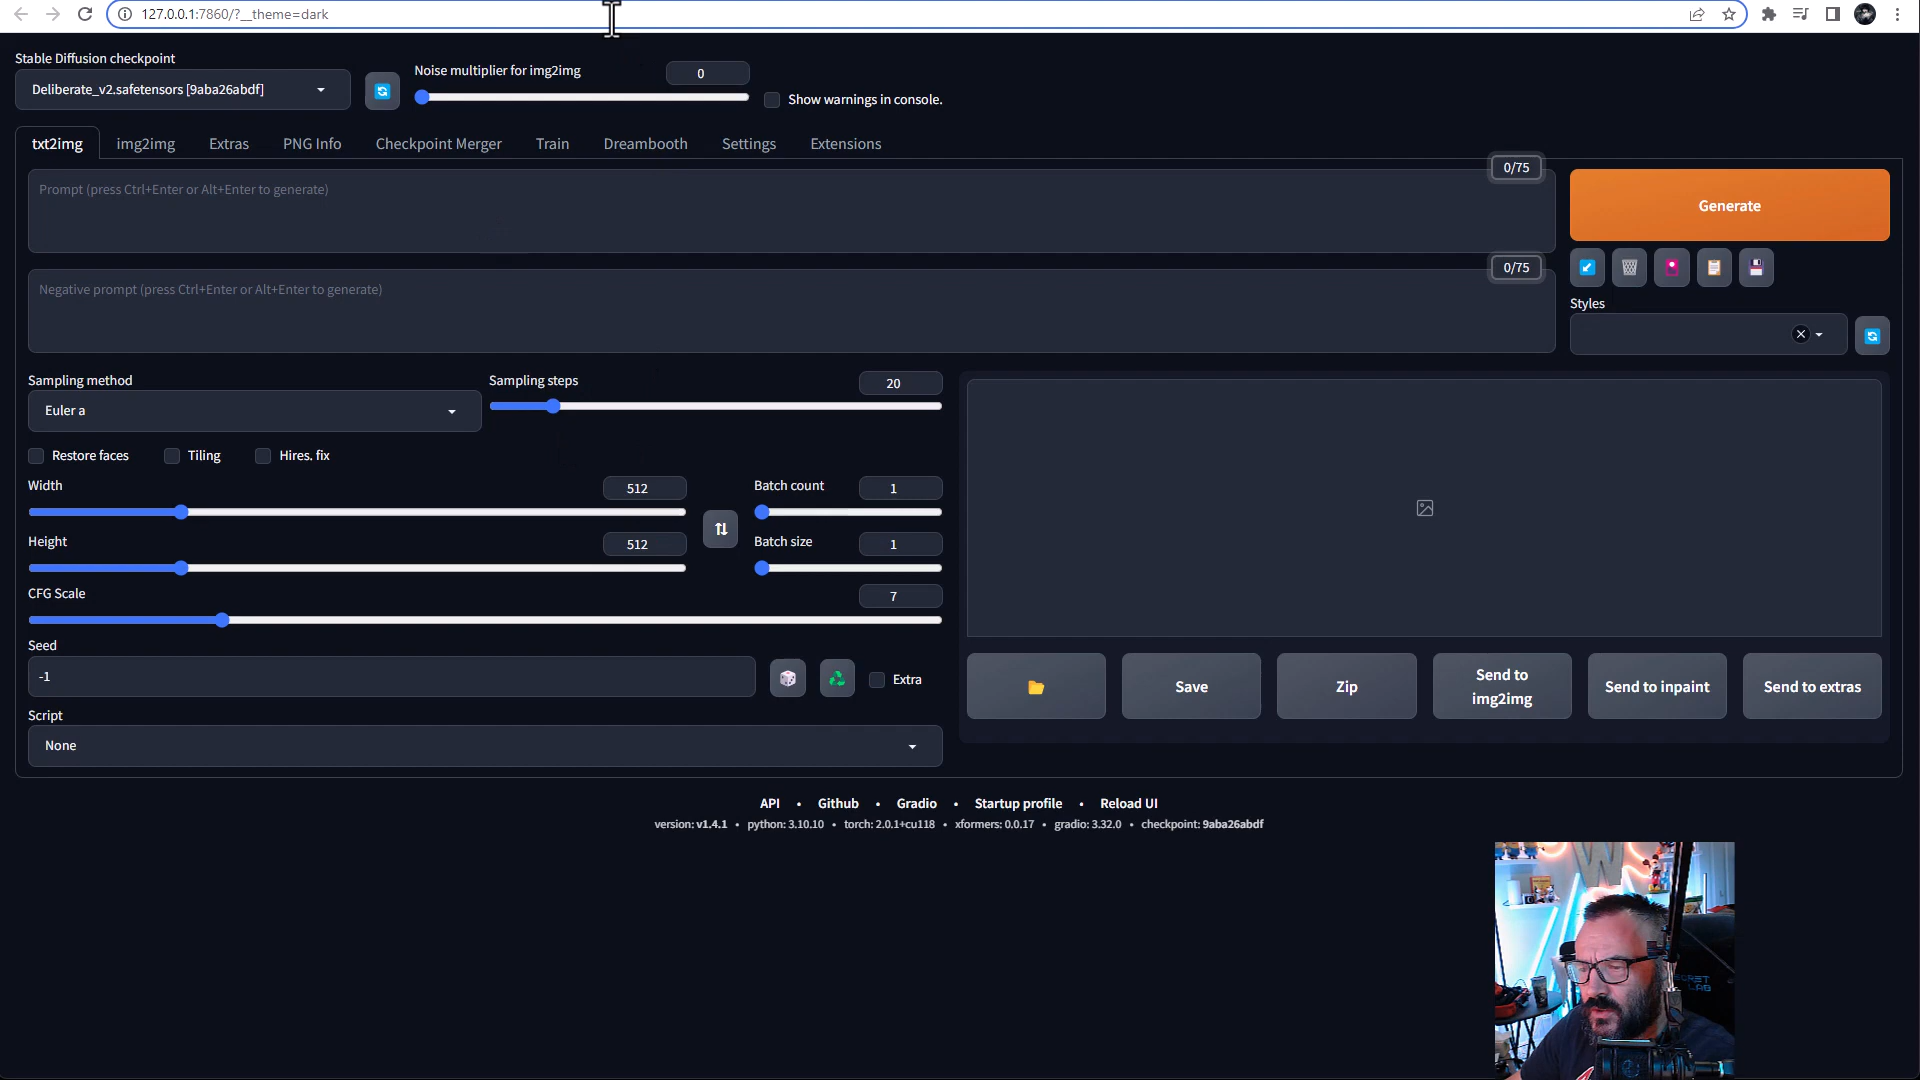 127.0.0.1:7860/?__theme=dark
Stable Diffusion checkpoint
Deliberate_v2.safetensors [9aba26abdf]
Noise multiplier for img2img
0
Show warnings in console.
txt2img
img2img
Extras
PNG Info
Checkpoint Merger
Train
Dreambooth
Settings
Extensions
0/75
Prompt (press Ctrl+Enter or Alt+Enter to generate)
Generate
0/75
Negative prompt (press Ctrl+Enter or Alt+Enter to generate)
Styles
Sampling method
Euler a
Sampling steps
20
Restore faces
Tiling
Hires. fix
Width
512
Batch count
1
Height
512
Batch size
1
CFG Scale
7
Seed
-1
Extra
Script
None
Save
Zip
Send to
img2img
Send to inpaint
Send to extras
API • Github • Gradio • Startup profile • Reload UI
version: v1.4.1 • python: 3.10.10 • torch: 2.0.1+cu118 • xformers: 0.0.17 • gradio: 3.32.0 • checkpoint: 9aba26abdf